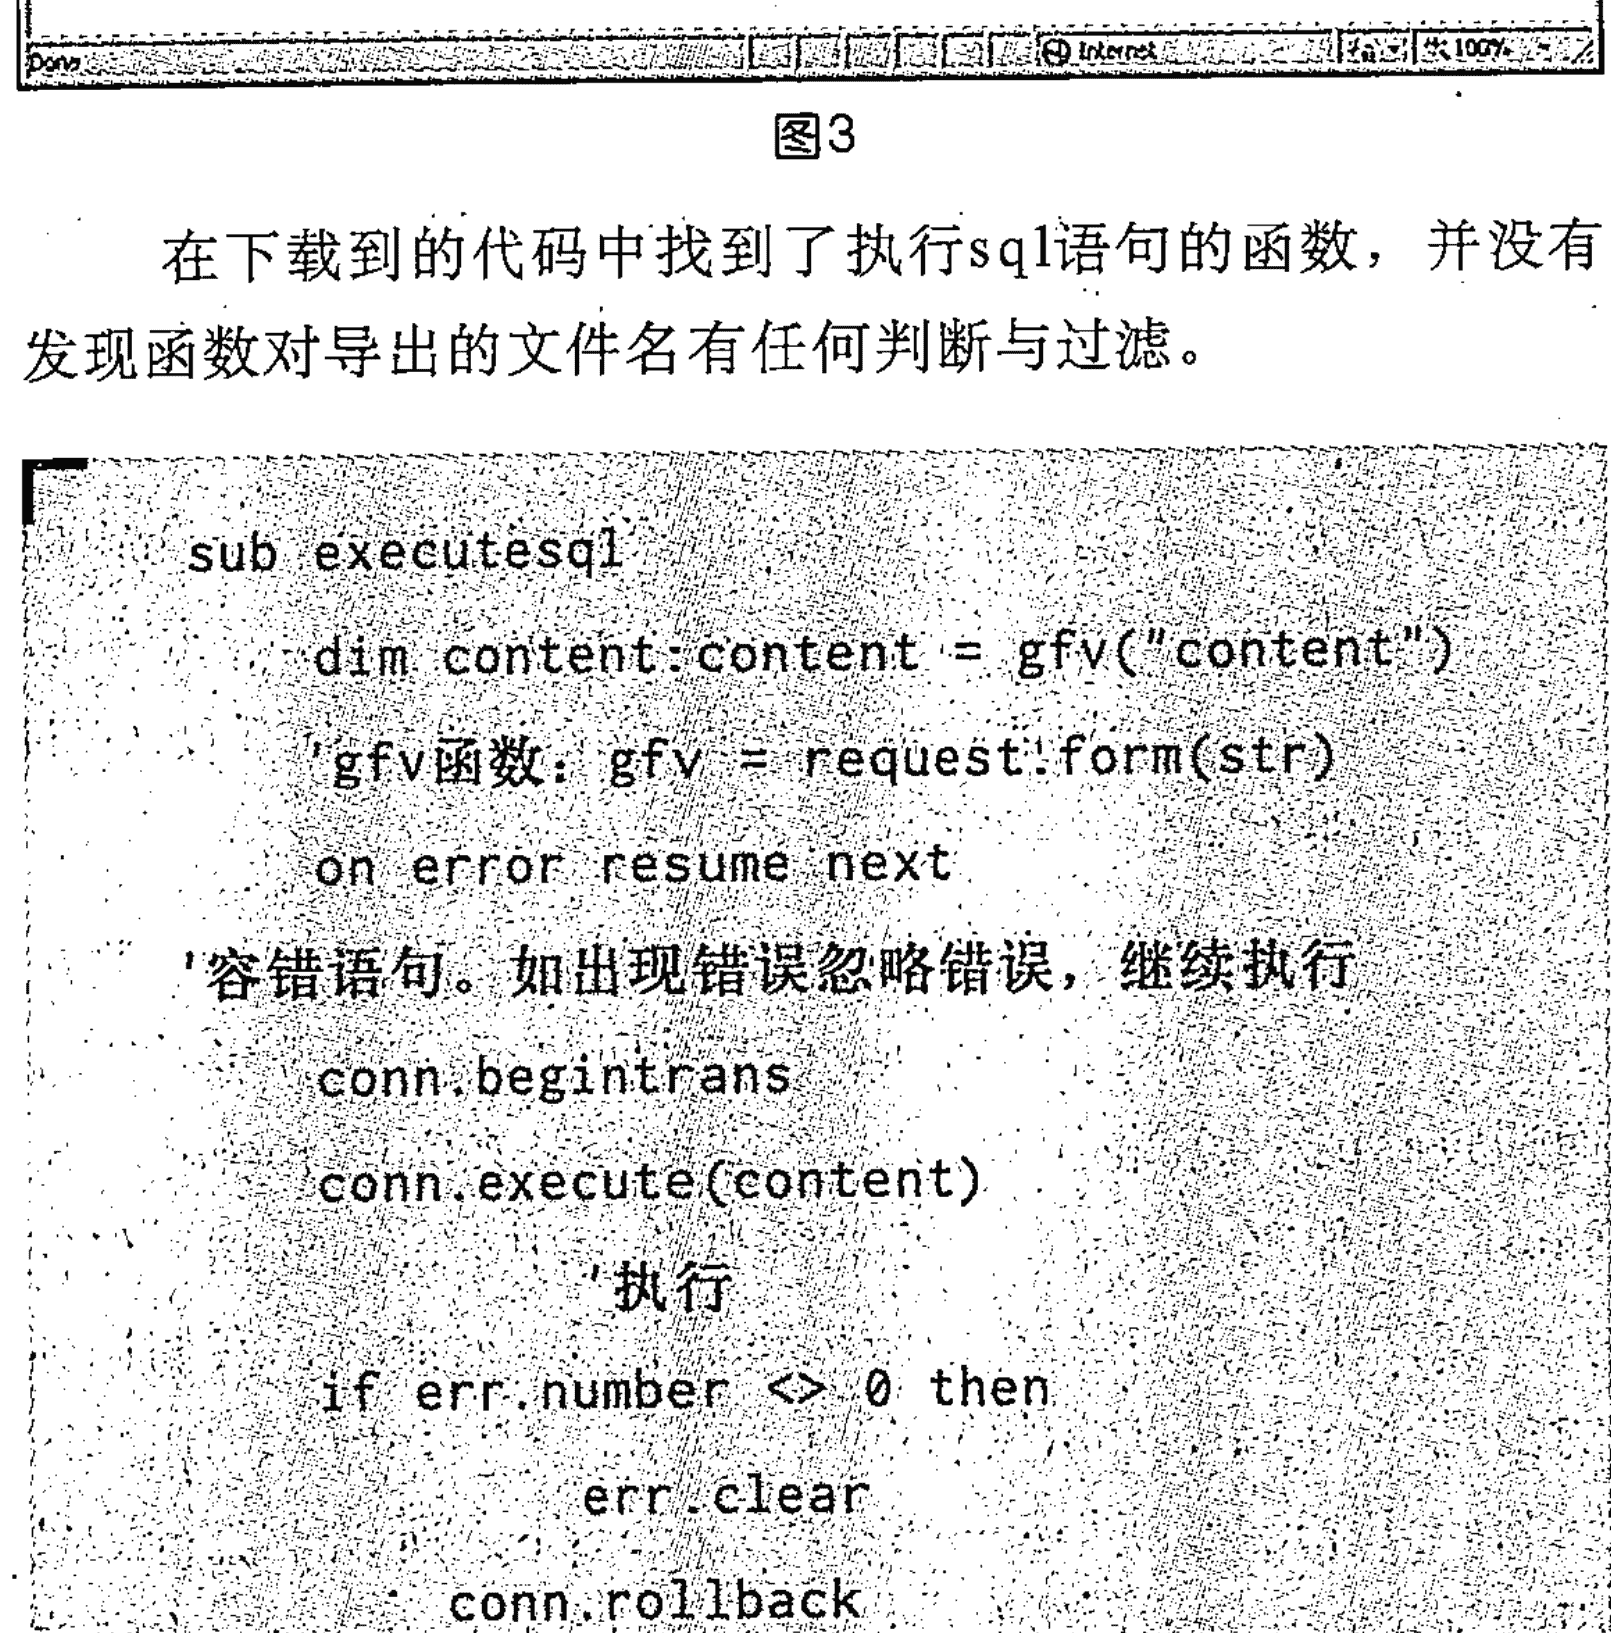 Done
Internet
100%
图3
在下载到的代码中找到了执行sql语句的函数，并没有
发现函数对导出的文件名有任何判断与过滤。
sub executesql
dim content:content = gfv("content")
'gfv函数：gfv = request.form(str)
on error resume next
'容错语句。如出现错误忽略错误，继续执行
conn.begintrans
conn.execute(content)
'执行
if err.number <> 0 then
err.clear
conn.rollback